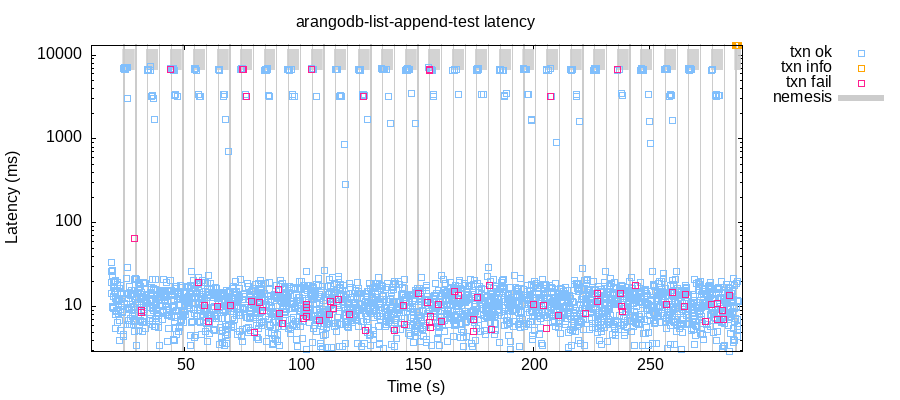 arangodb-list-append-test latency
10000
1000
100
10
Latency (ms)
50
100
150
200
250
Time (s)
txn ok
txn info
txn fail
nemesis